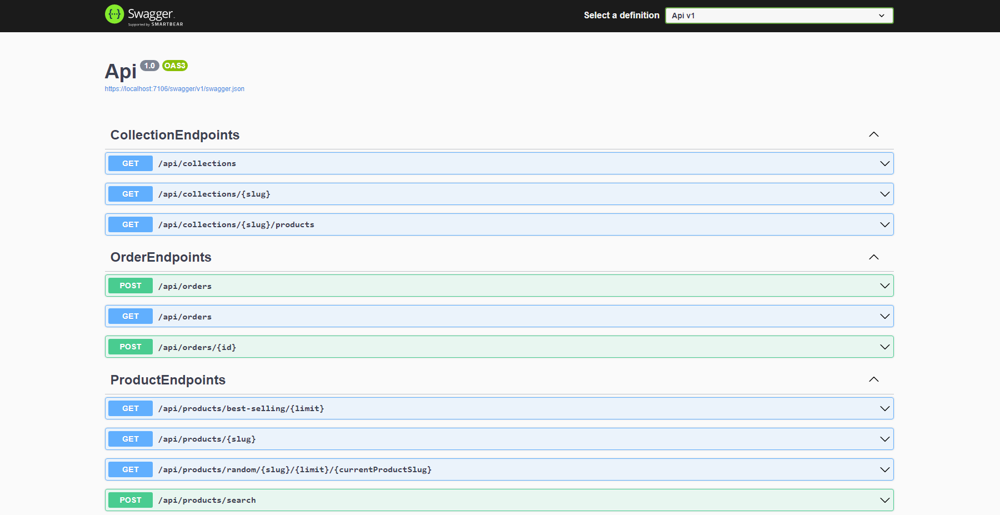 Swagger
Supported by SMARTBEAR
Select a definition
Api v1
Api 1.0 OAS3
https://localhost:7106/swagger/v1/swagger.json
CollectionEndpoints
GET /api/collections
GET /api/collections/{slug}
GET /api/collections/{slug}/products
OrderEndpoints
POST /api/orders
GET /api/orders
POST /api/orders/{id}
ProductEndpoints
GET /api/products/best-selling/{limit}
GET /api/products/{slug}
GET /api/products/random/{slug}/{limit}/{currentProductSlug}
POST /api/products/search